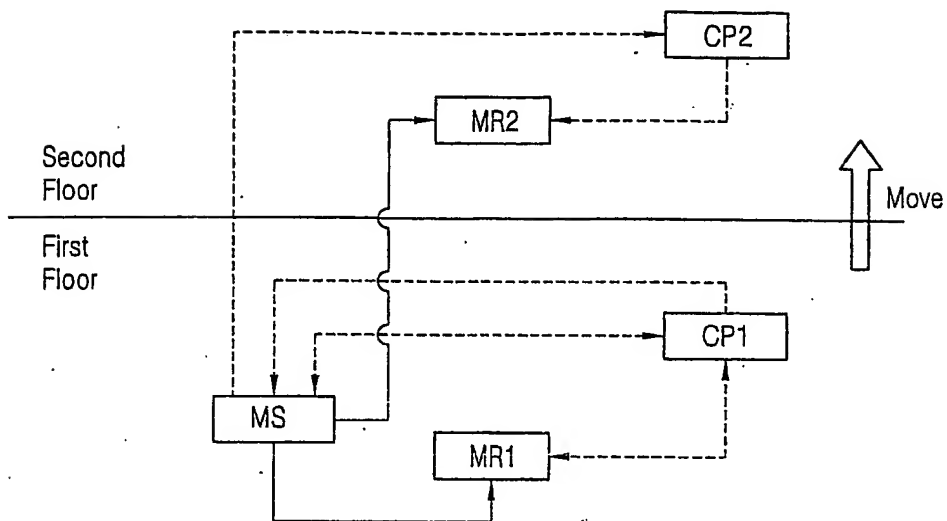 CP2
MR2
Second
Floor
Move
First
Floor
CP1
MS
MR1